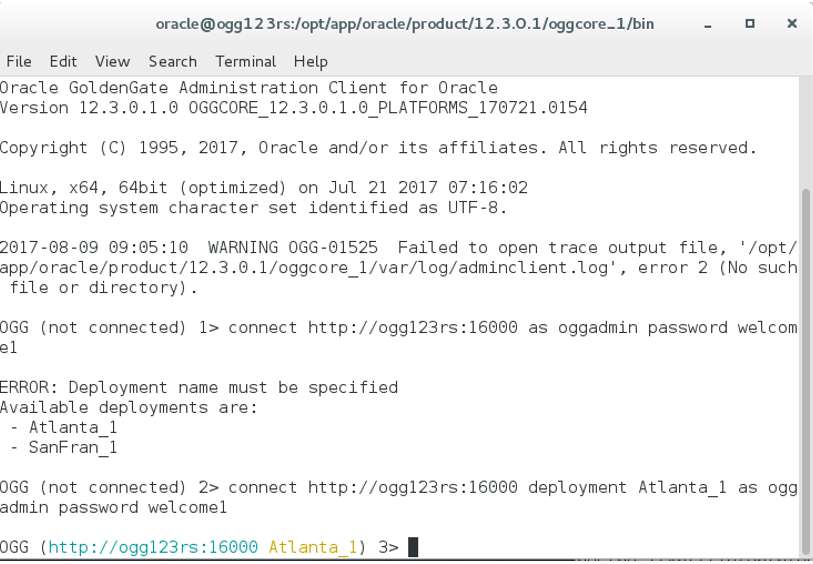 oracle@ogg123rs:/opt/app/oracle/product/12.3.0.1/oggcore_1/bin
File Edit View Search Terminal Help
Oracle GoldenGate Administration Client for Oracle
Version 12.3.0.1.0 OGGCORE_12.3.0.1.0_PLATFORMS_170721.0154
Copyright (C) 1995, 2017, Oracle and/or its affiliates. All rights reserved.
Linux, x64, 64bit (optimized) on Jul 21 2017 07:16:02
Operating system character set identified as UTF-8.
2017-08-09 09:05:10  WARNING OGG-01525  Failed to open trace output file, '/opt/
app/oracle/product/12.3.0.1/oggcore_1/var/log/adminclient.log', error 2 (No such
 file or directory).
OGG (not connected) 1> connect http://ogg123rs:16000 as oggadmin password welcom
e1
ERROR: Deployment name must be specified
Available deployments are:
 - Atlanta_1
 - SanFran_1
OGG (not connected) 2> connect http://ogg123rs:16000 deployment Atlanta_1 as ogg
admin password welcome1
OGG (http://ogg123rs:16000 Atlanta_1) 3>